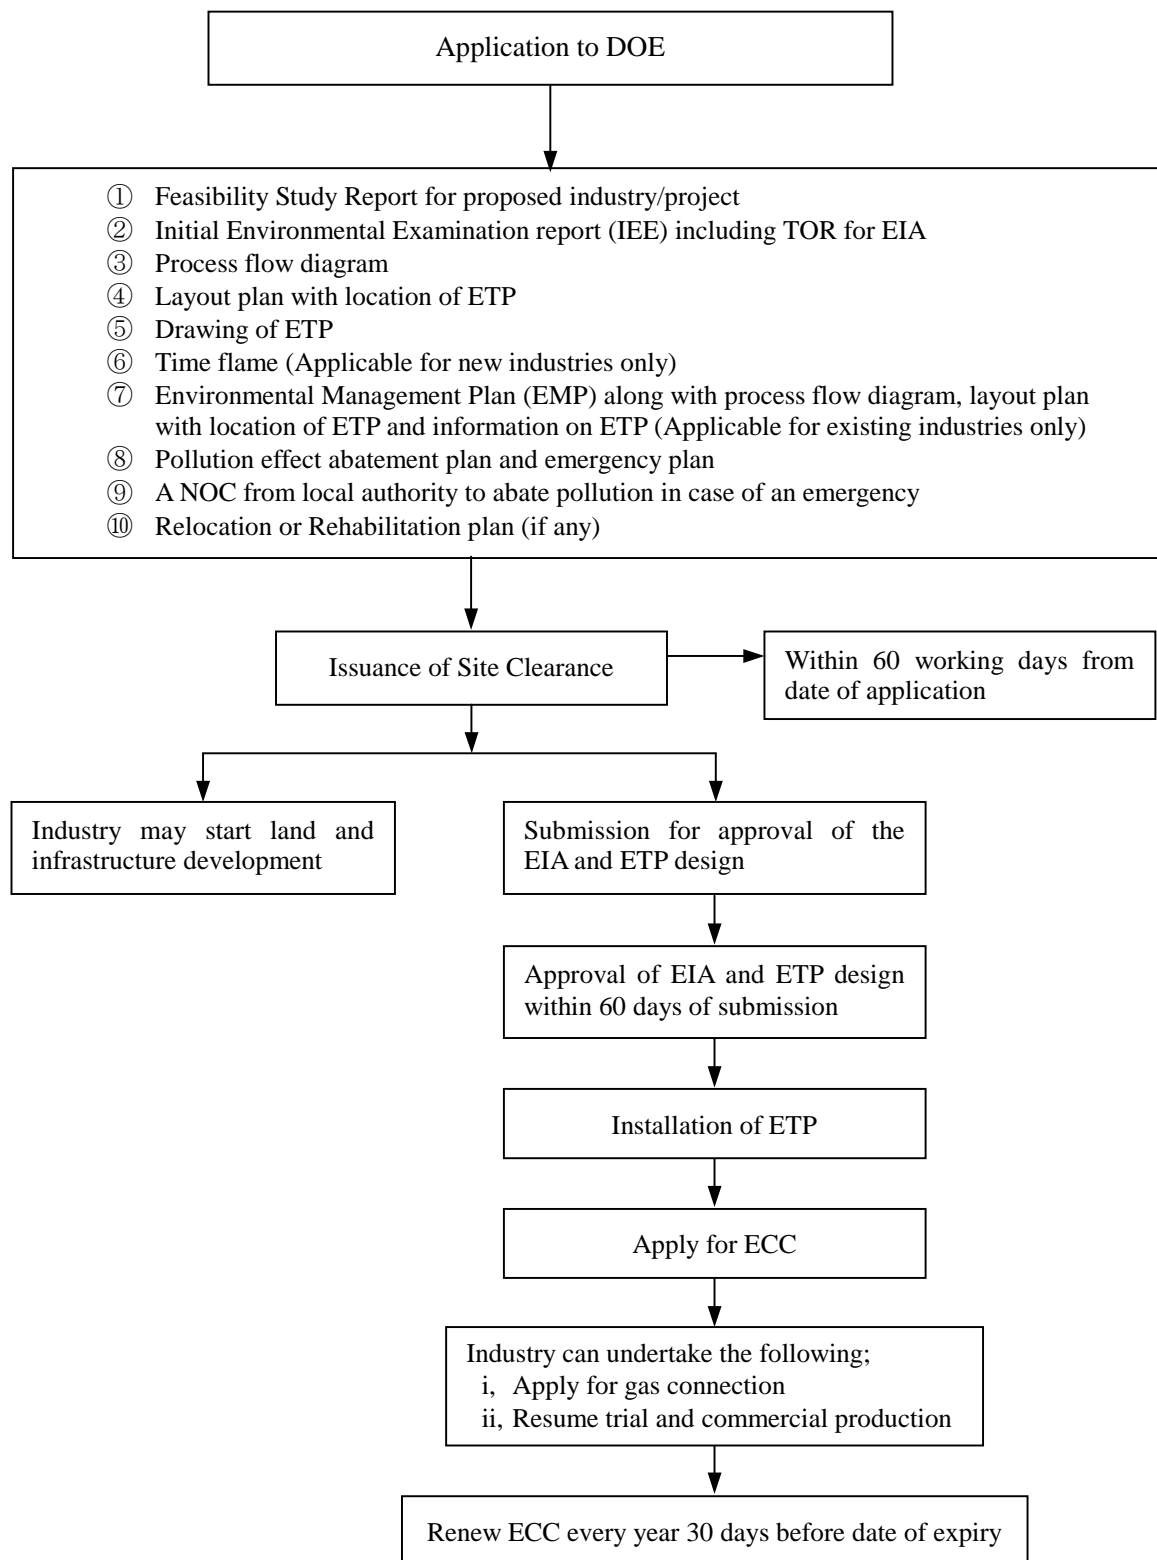 Application to DOE
① Feasibility Study Report for proposed industry/project
② Initial Environmental Examination report (IEE) including TOR for EIA
③ Process flow diagram
④ Layout plan with location of ETP
⑤ Drawing of ETP
⑥ Time flame (Applicable for new industries only)
⑦ Environmental Management Plan (EMP) along with process flow diagram, layout plan
with location of ETP and information on ETP (Applicable for existing industries only)
⑧ Pollution effect abatement plan and emergency plan
⑨ A NOC from local authority to abate pollution in case of an emergency
⑩ Relocation or Rehabilitation plan (if any)
Issuance of Site Clearance
Within 60 working days from
date of application
Industry may start land and
infrastructure development
Submission for approval of the
EIA and ETP design
Approval of EIA and ETP design
within 60 days of submission
Installation of ETP
Apply for ECC
Industry can undertake the following;
i, Apply for gas connection
ii, Resume trial and commercial production
Renew ECC every year 30 days before date of expiry